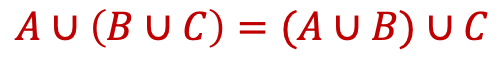 A ∪ (B ∪ C) = (A ∪ B) ∪ C